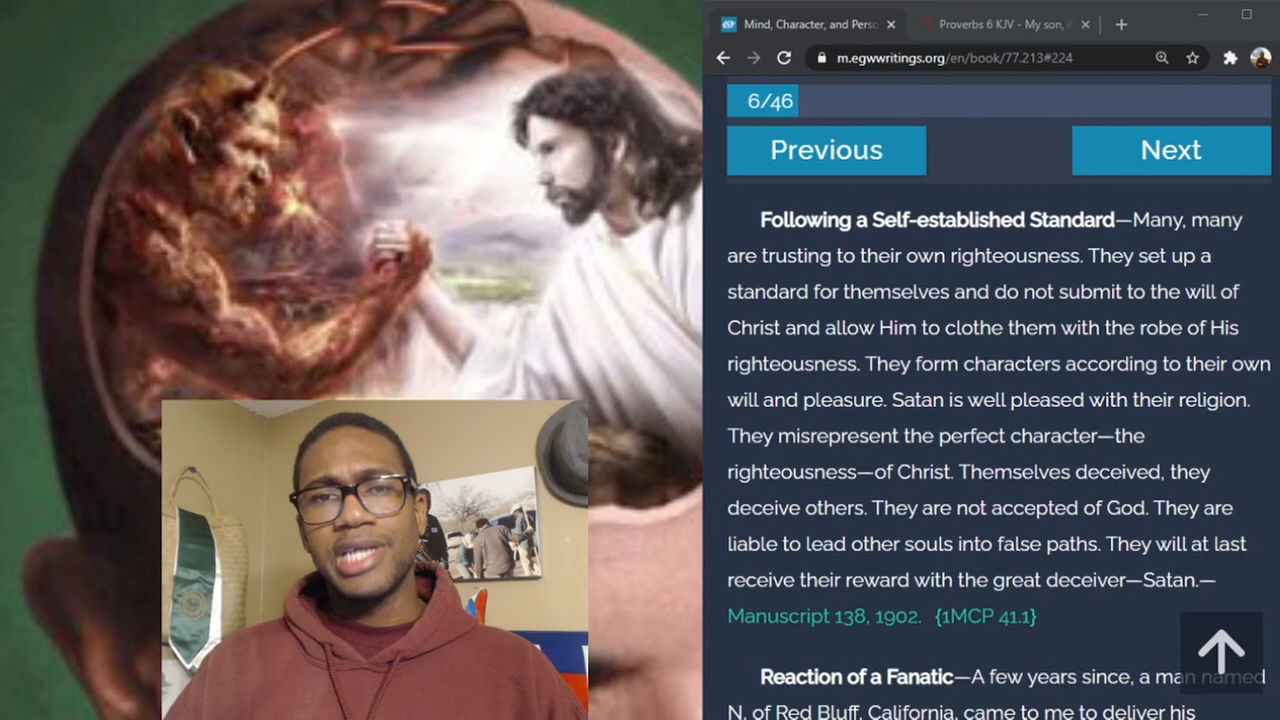 Mind, Character, and Perso
Proverbs 6 KJV - My son, i
m.egwwritings.org/en/book/77.213#224
6/46
Previous
Next
Following a Self-established Standard—Many, many
are trusting to their own righteousness. They set up a
standard for themselves and do not submit to the will of
Christ and allow Him to clothe them with the robe of His
righteousness. They form characters according to their own
will and pleasure. Satan is well pleased with their religion.
They misrepresent the perfect character—the
righteousness—of Christ. Themselves deceived, they
deceive others. They are not accepted of God. They are
liable to lead other souls into false paths. They will at last
receive their reward with the great deceiver—Satan.—
Manuscript 138, 1902. {1MCP 41.1}
Reaction of a Fanatic—A few years since, a man named
N, of Red Bluff, California, came to me to deliver his